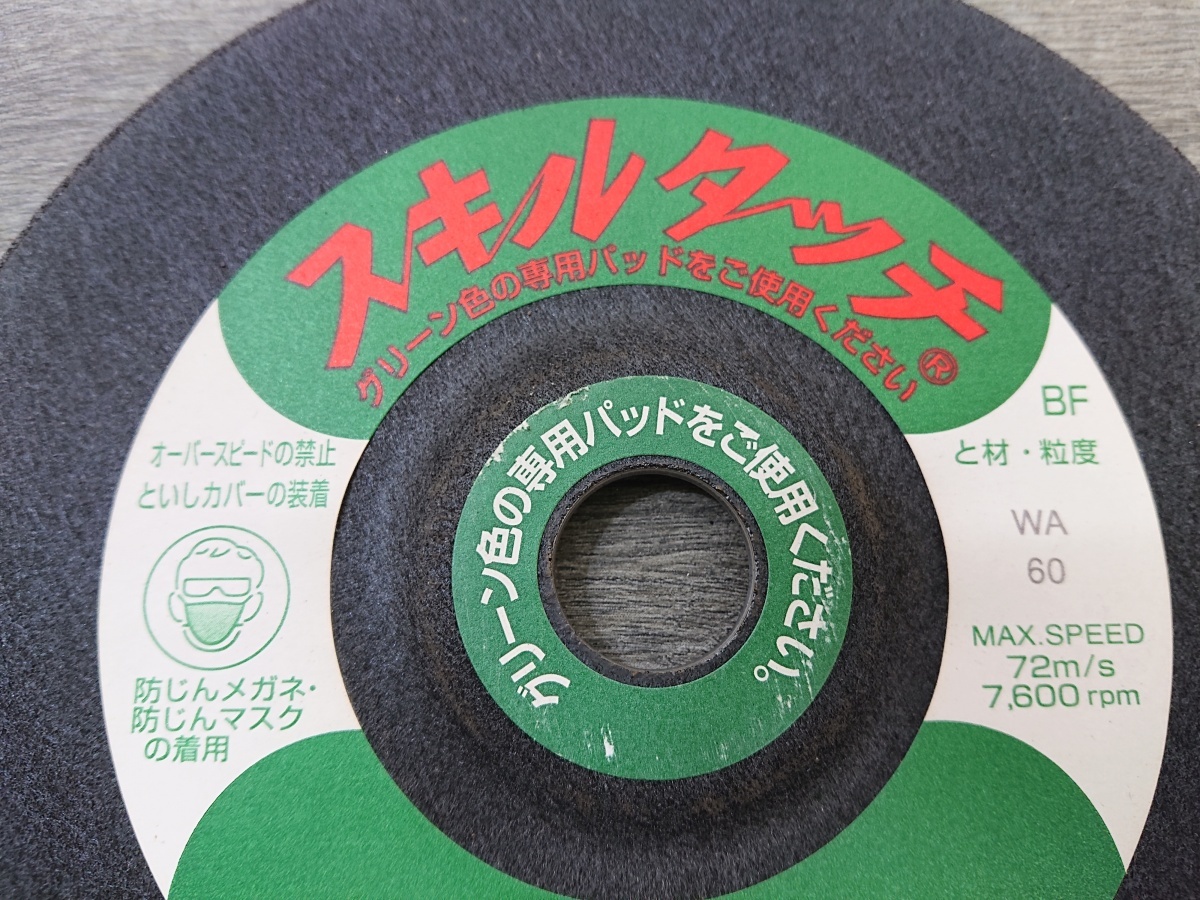 スキルタッチ®
グリーン色の専用パッドをご使用ください
グリーン色の専用パッドをご使用ください。
オーバースピードの禁止
といしカバーの装着
防じんメガネ・
防じんマスク
の着用
BF
と材・粒度
WA
60
MAX.SPEED
72m/s
7,600rpm